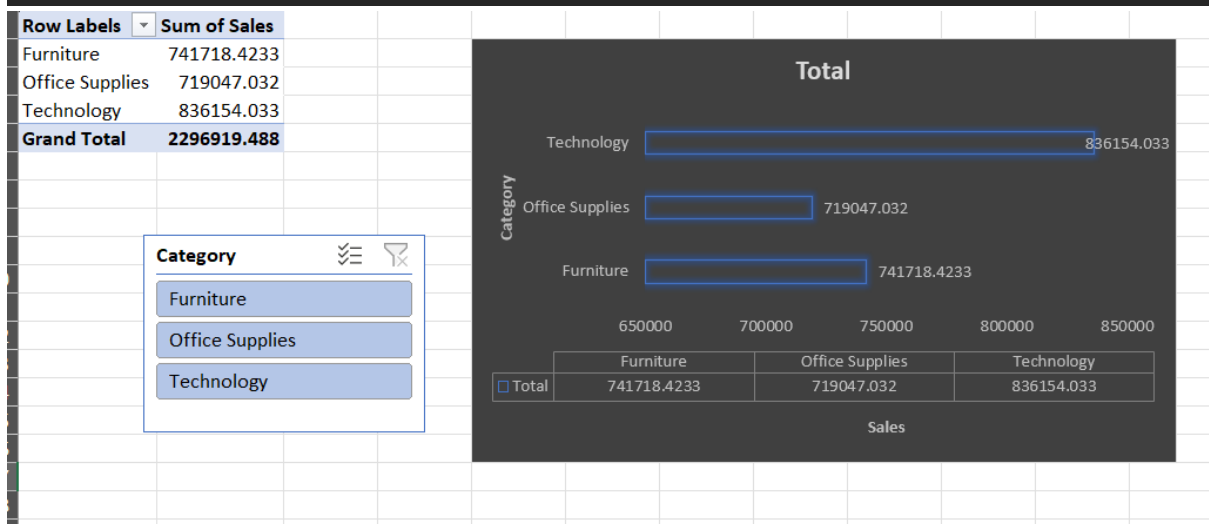 Row Labels Sum of Sales
Furniture 741718.4233
Office Supplies 719047.032
Technology 836154.033
Grand Total 2296919.488
Category
Furniture
Office Supplies
Technology
Total
Category
Technology 836154.033
Office Supplies 719047.032
Furniture 741718.4233
650000 700000 750000 800000 850000
Furniture Office Supplies Technology
Total 741718.4233 719047.032 836154.033
Sales